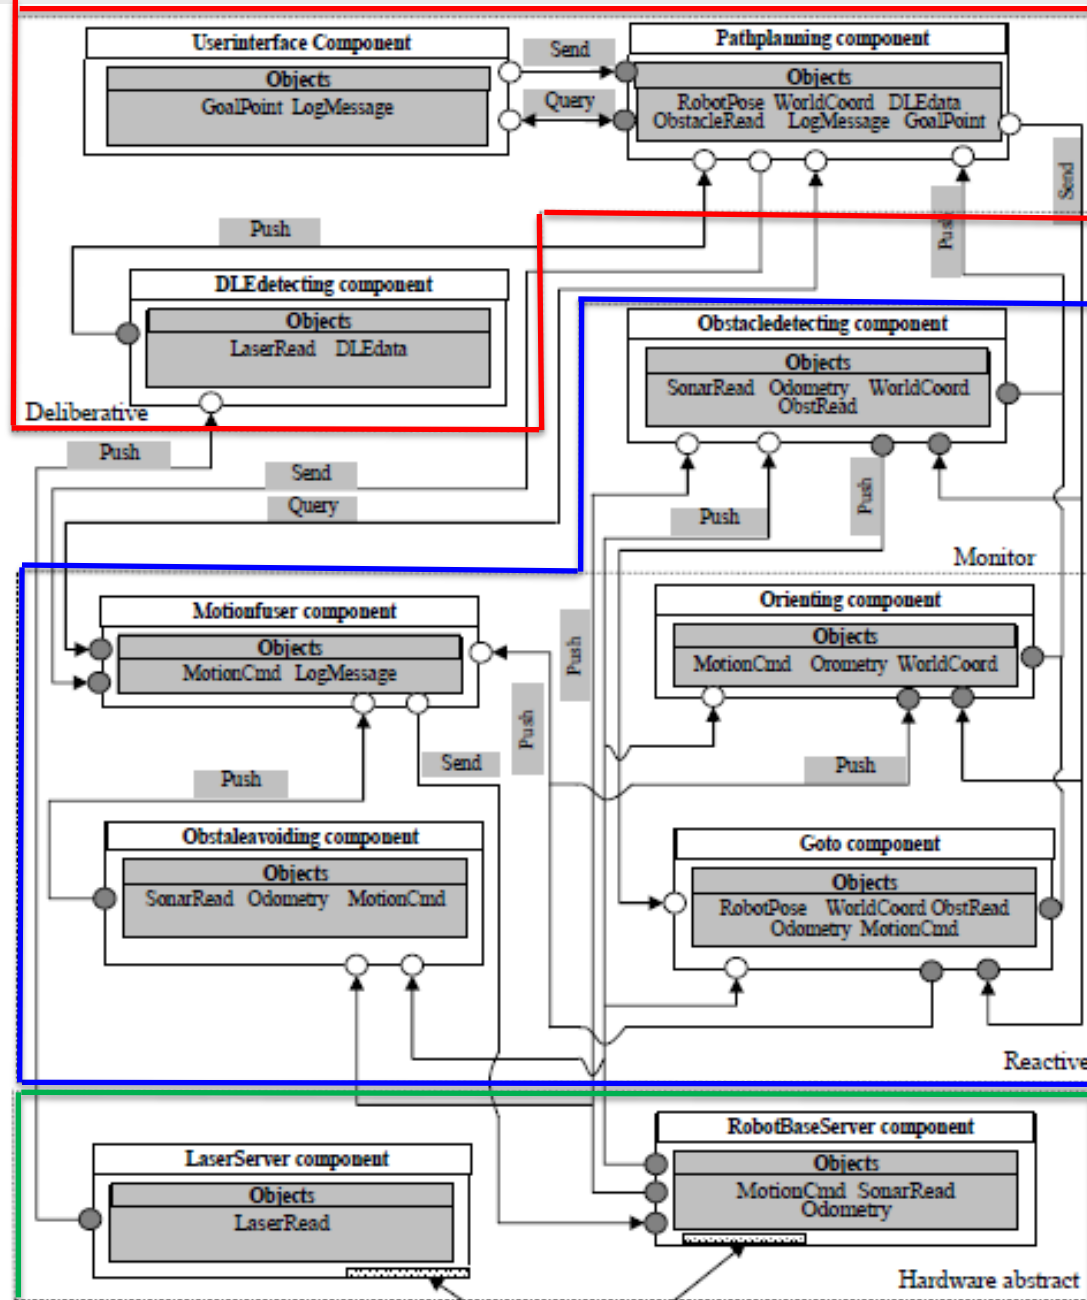 Userinterface Component
Objects
GoalPoint LogMessage
Send
Query
Pathplanning component
Objects
RobotPose WorldCoord DLEdata
ObstacleRead LogMessage GoalPoint
Send
Push
Push
DLEdetecting component
Objects
LaserRead DLEdata
Deliberative
Obstacledetecting component
Objects
SonarRead Odometry WorldCoord
ObstRead
Push
Send
Query
Push
Push
Monitor
Motionfuser component
Objects
MotionCmd LogMessage
Push
Orienting component
Objects
MotionCmd Orometry WorldCoord
Push
Send
Push
Push
Obstaleavoiding component
Objects
SonarRead Odometry MotionCmd
Goto component
Objects
RobotPose WorldCoord ObstRead
Odometry MotionCmd
Reactive
LaserServer component
Objects
LaserRead
RobotBaseServer component
Objects
MotionCmd SonarRead
Odometry
Hardware abstract